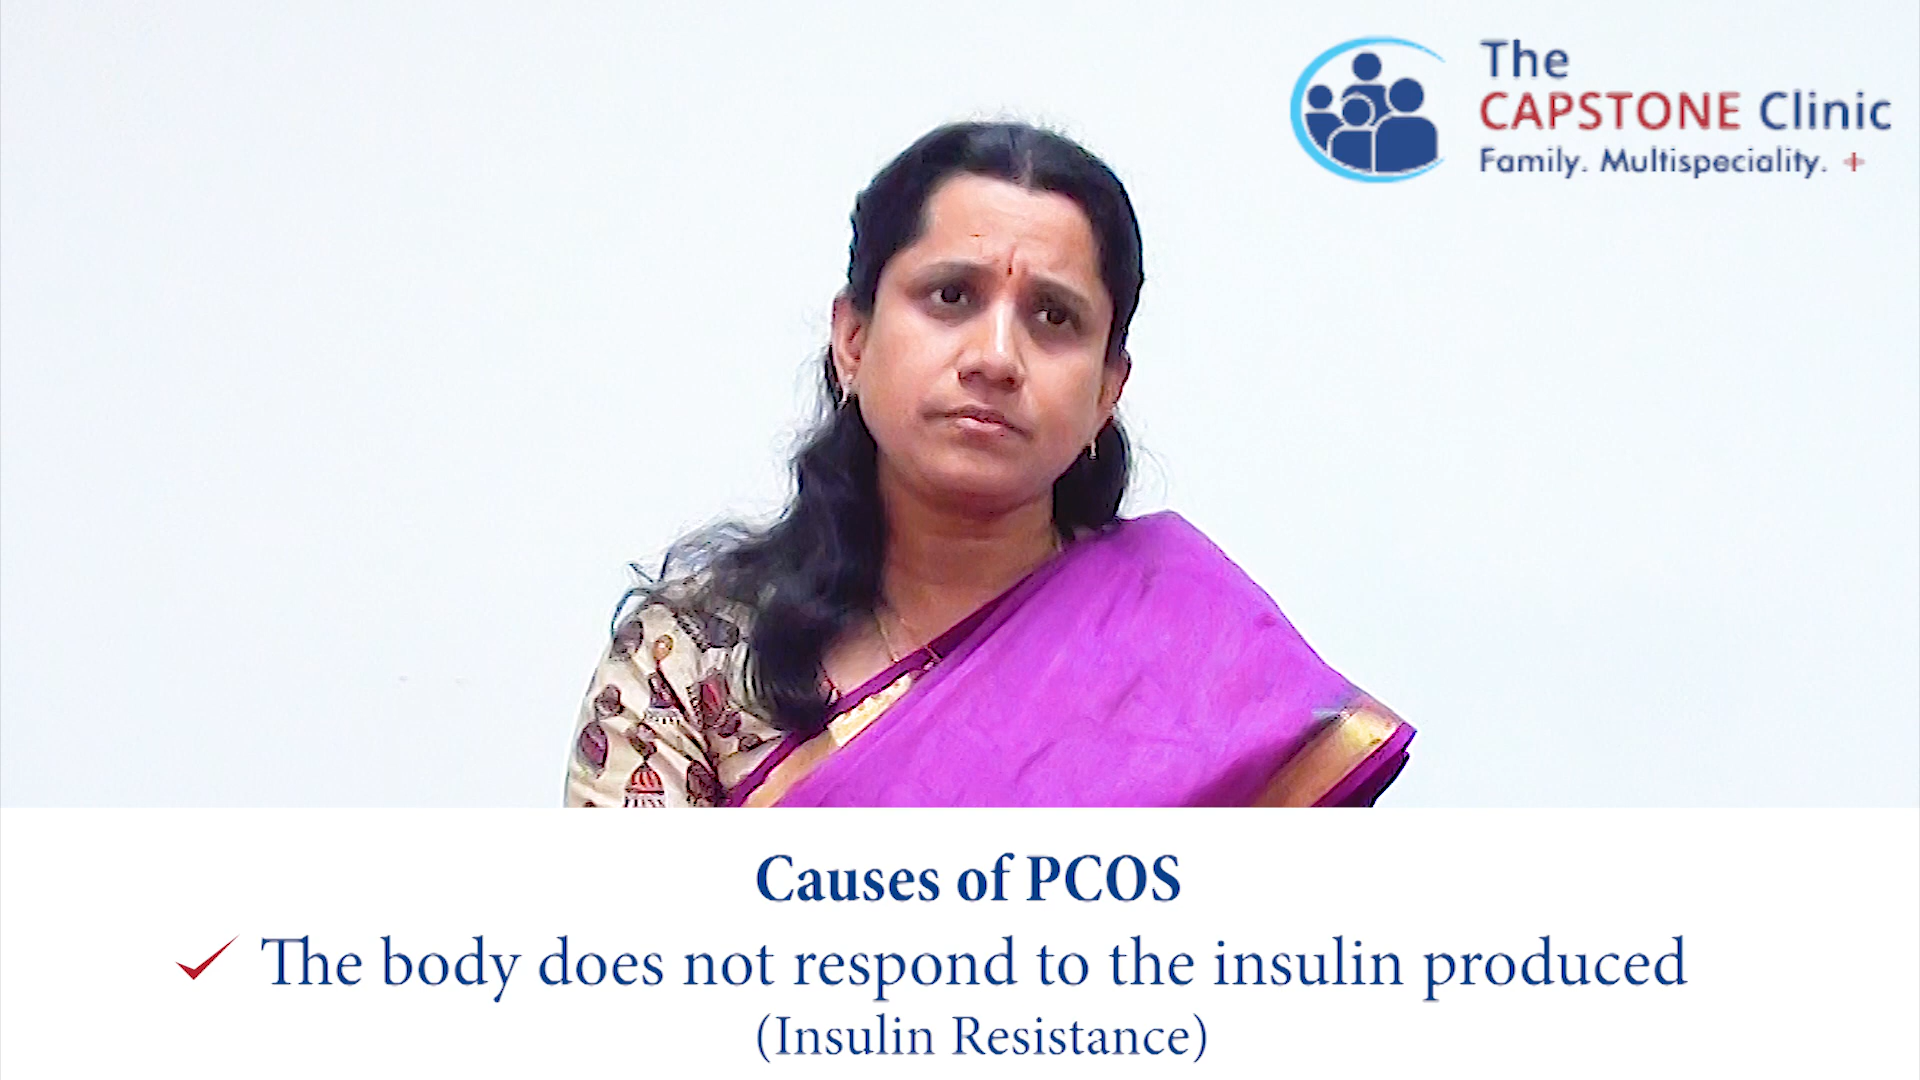 The
CAPSTONE Clinic
Family. Multispeciality. +
Causes of PCOS
The body does not respond to the insulin produced
(Insulin Resistance)